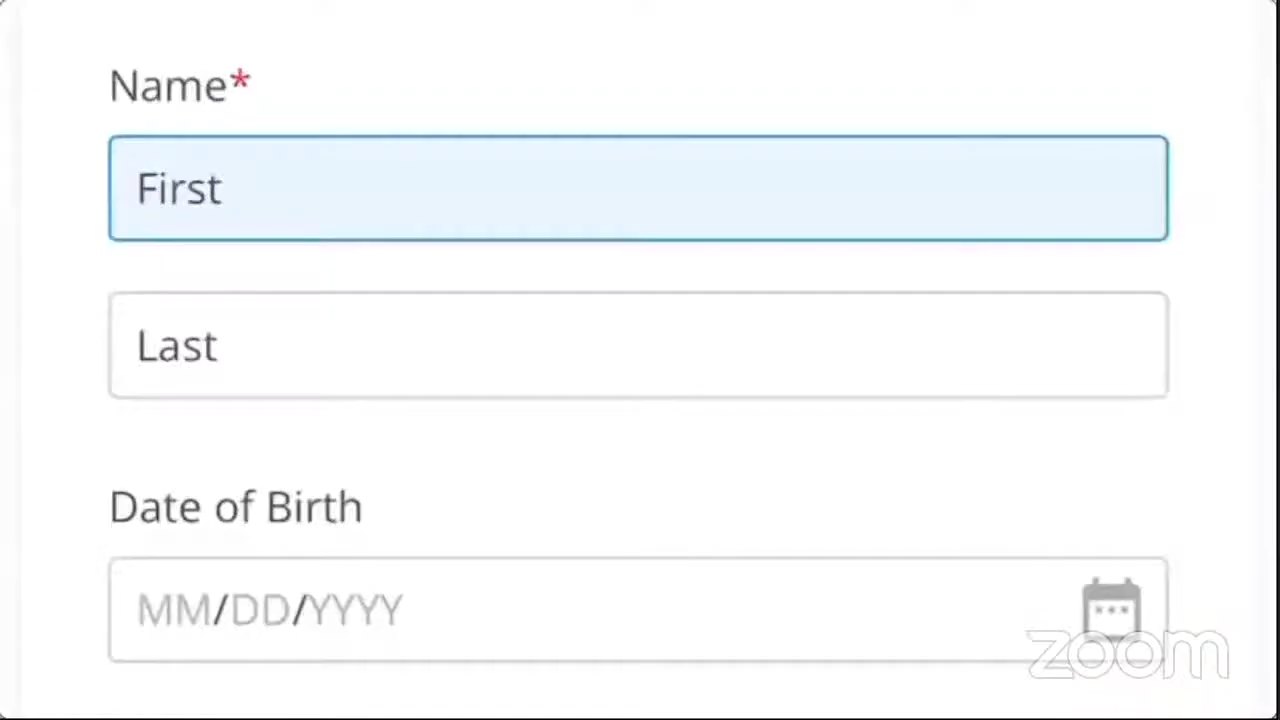 Name*
First
Last
Date of Birth
MM/DD/YYYY
zoom